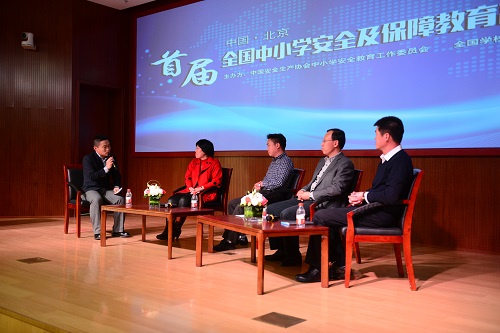 中国·北京
首届 全国中小学安全及保障教育
主办方：中国安全生产协会中小学安全教育工作委员会 全国学校